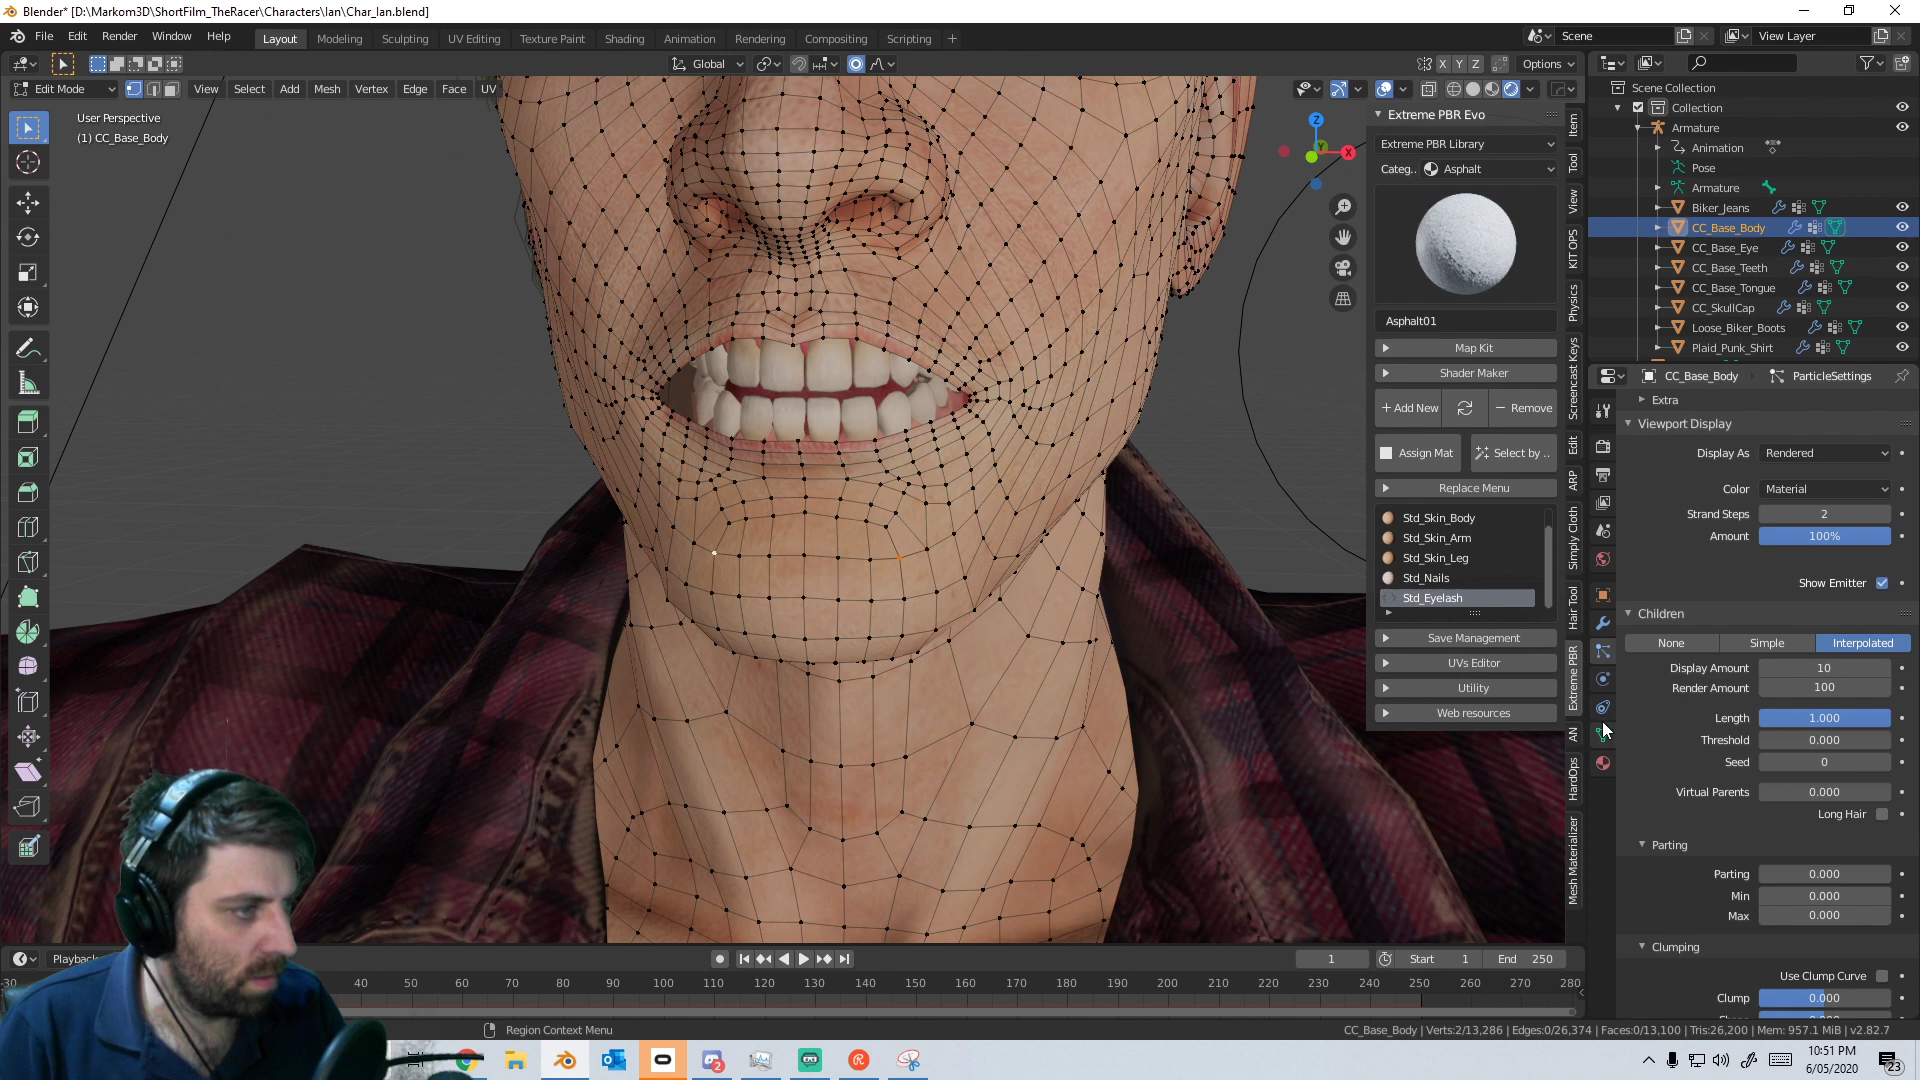 Blender* [D:\Markom3D\ShortFilm_TheRacer\Characters\Ian\Char_Ian.blend]
File Edit Render Window Help Layout Modeling Sculpting UV Editing Texture Paint Shading Animation Rendering Compositing Scripting + Scene View Layer
Global X Y Z Options
Edit Mode View Select Add Mesh Vertex Edge Face UV
User Perspective
(1) CC_Base_Body
Z
Y
X
Extreme PBR Evo
Extreme PBR Library
Categ.. Asphalt
Asphalt01
Map Kit
Shader Maker
Add New Remove
Assign Mat Select by ..
Replace Menu
Std_Skin_Body
Std_Skin_Arm
Std_Skin_Leg
Std_Nails
Std_Eyelash
Save Management
UVs Editor
Utility
Web resources
Item
Tool
View
KIT OPS
Physics
Screencast Keys
Edit
ARP
Simply Cloth
Hair Tool
Extreme PBR
AN
HardOps
Mesh Materializer
Scene Collection
Collection
Armature
Animation
Pose
Armature
Biker_Jeans
CC_Base_Body
CC_Base_Eye
CC_Base_Teeth
CC_Base_Tongue
CC_SkullCap
Loose_Biker_Boots
Plaid_Punk_Shirt
CC_Base_Body ParticleSettings
Extra
Viewport Display
Display As Rendered
Color Material
Strand Steps 2
Amount 100%
Show Emitter
Children
None Simple Interpolated
Display Amount 10
Render Amount 100
Length 1.000
Threshold 0.000
Seed 0
Virtual Parents 0.000
Long Hair
Parting
Parting 0.000
Min 0.000
Max 0.000
Clumping
Use Clump Curve
Clump 0.000
Playback 1 Start 1 End 250
-30 40 50 60 70 80 90 100 110 120 130 140 150 160 170 180 190 200 210 220 230 240 250 260 270 280
Region Context Menu
CC_Base_Body | Verts:2/13,286 | Edges:0/26,374 | Faces:0/13,100 | Tris:26,200 | Mem: 957.1 MiB | v2.82.7
2
10:51 PM
6/05/2020
23